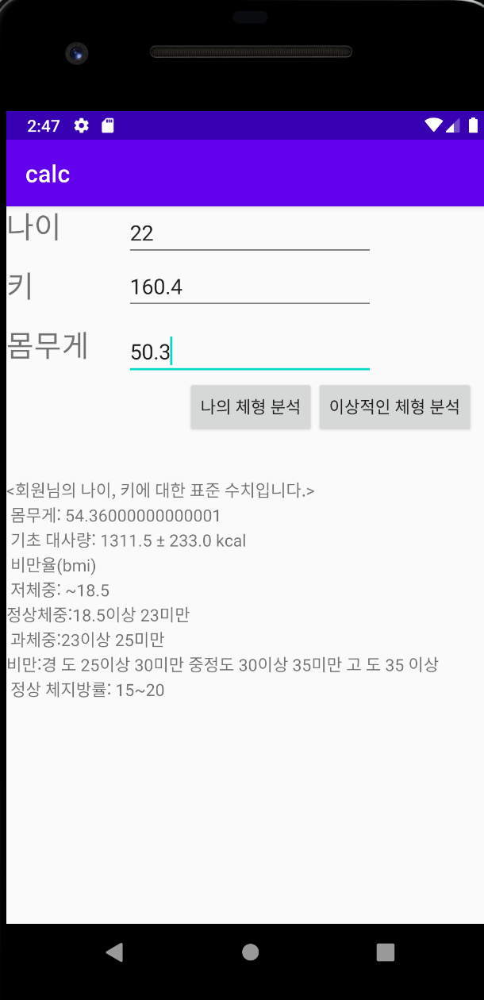 2:47
calc
나이
22
키
160.4
몸무게
50.3
나의 체형 분석
이상적인 체형 분석
<회원님의 나이, 키에 대한 표준 수치입니다.>
몸무게: 54.36000000000001
기초 대사량: 1311.5 ± 233.0 kcal
비만율(bmi)
저체중: ~18.5
정상체중:18.5이상 23미만
과체중:23이상 25미만
비만:경 도 25이상 30미만 중정도 30이상 35미만 고 도 35 이상
정상 체지방률: 15~20